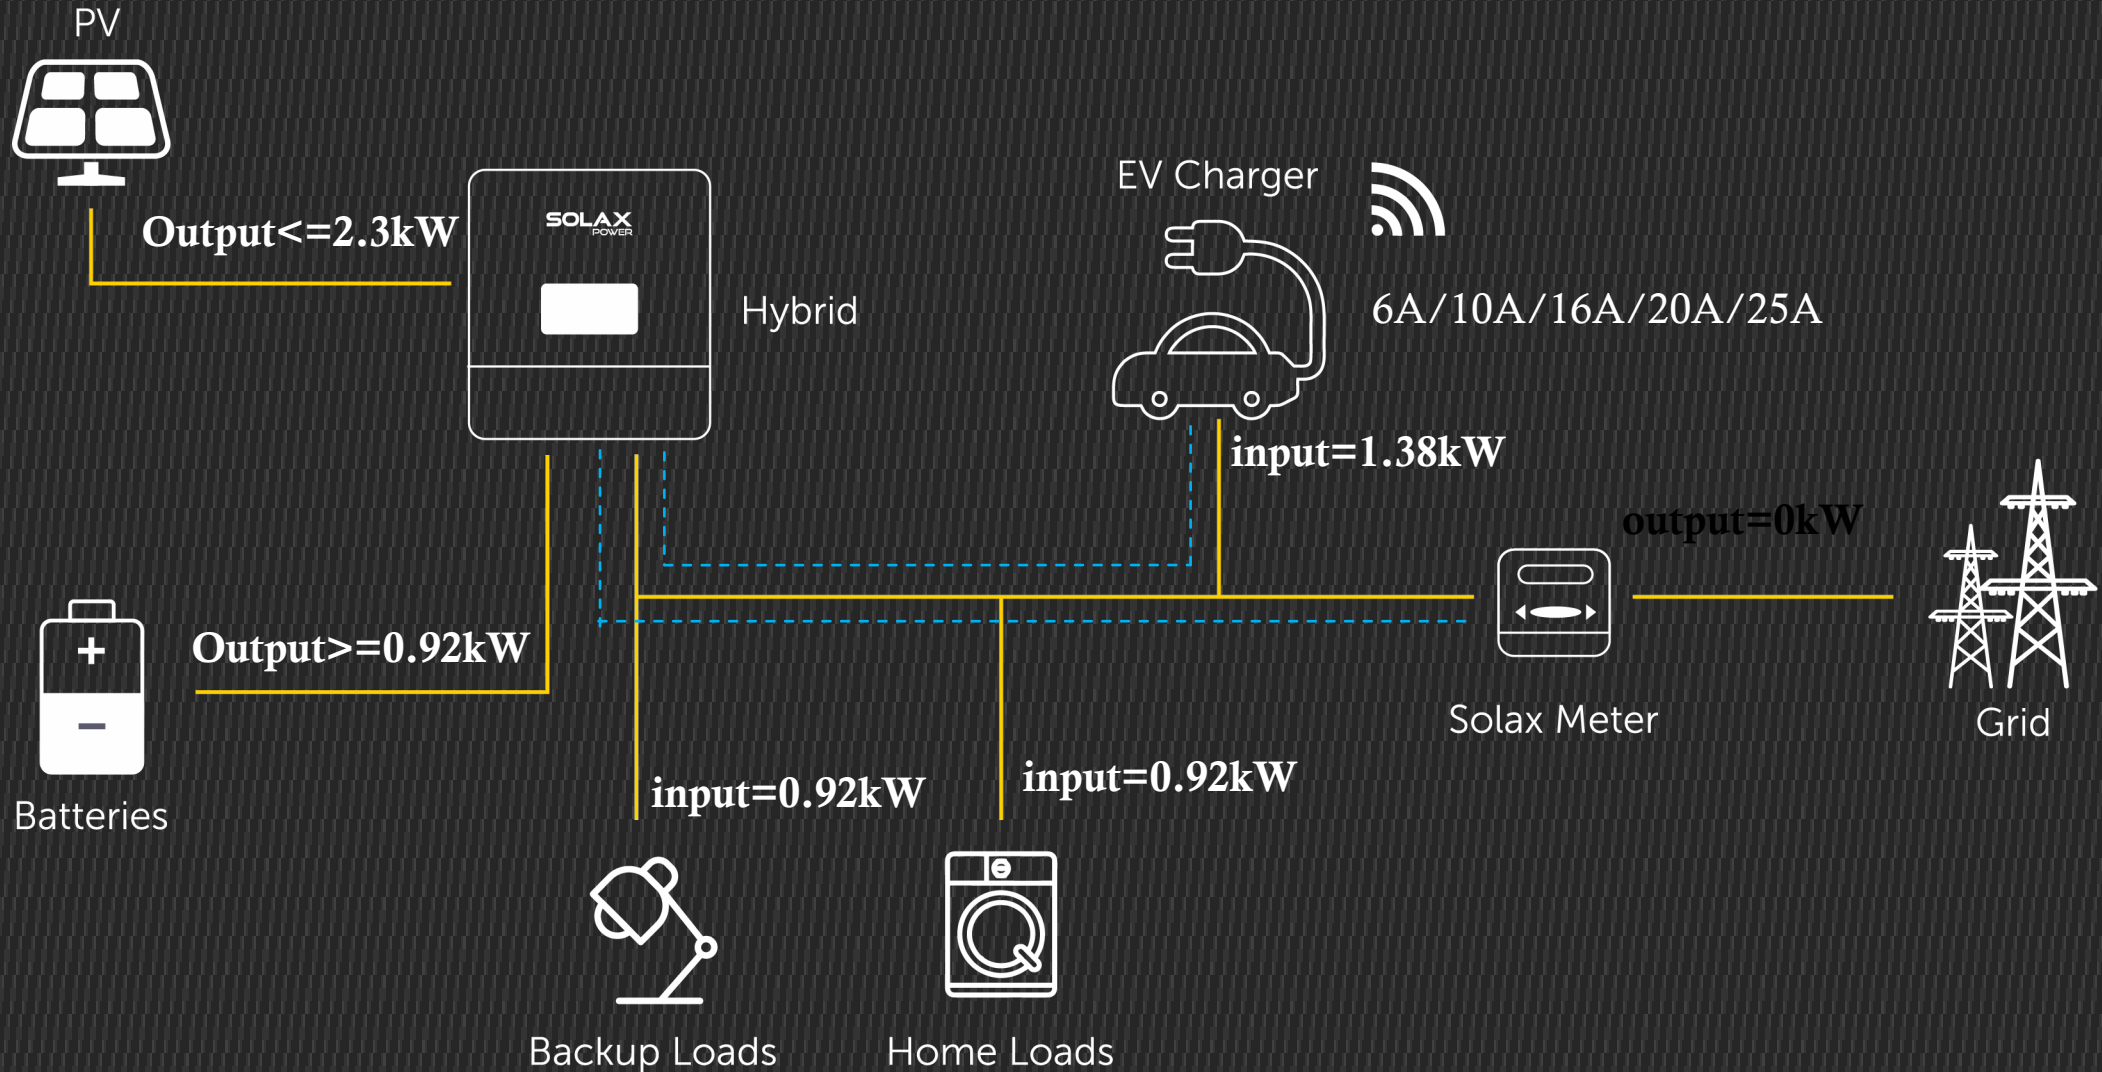 PV
Output<=2.3kW
SOLAX
POWER
Hybrid
EV Charger
6A/10A/16A/20A/25A
input=1.38kW
output=0kW
+
Output>=0.92kW
−
Batteries
Solax Meter
Grid
input=0.92kW
input=0.92kW
Backup Loads
Home Loads